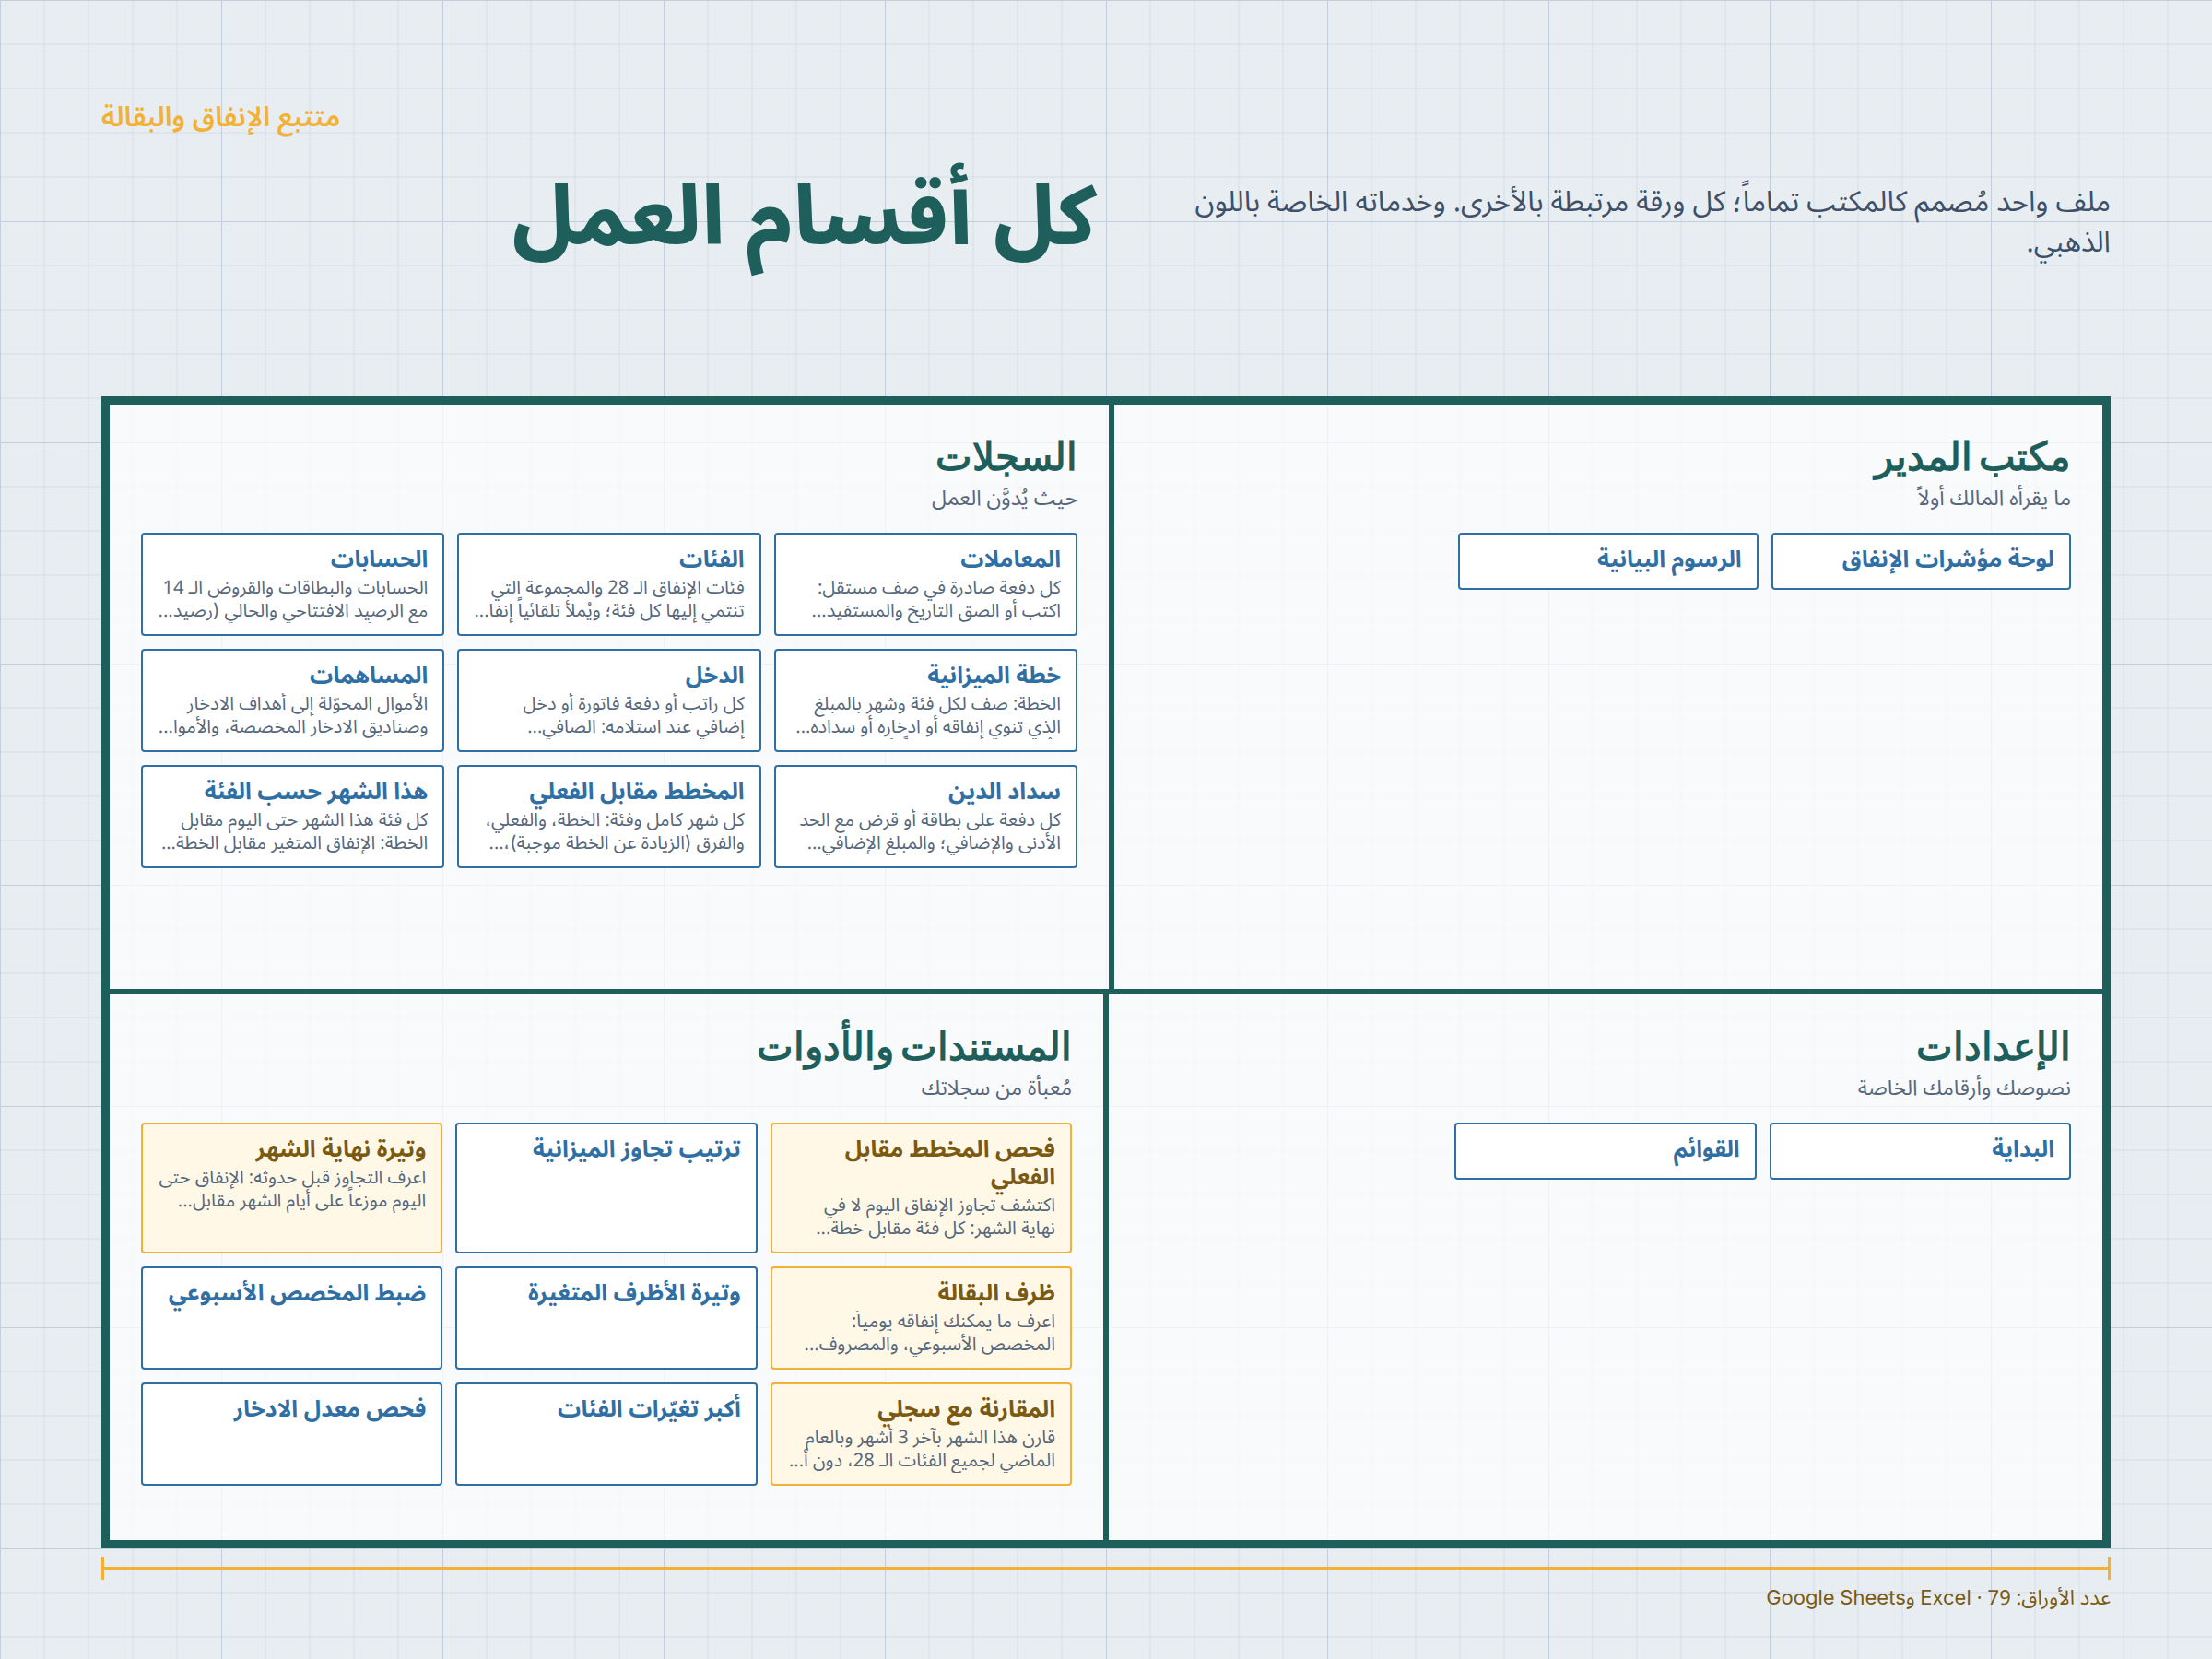 متتبع الإنفاق والبقالة
ملف واحد مُصمم كالمكتب تماماً؛ كل ورقة مرتبطة بالأخرى. وخدماته الخاصة باللون
الذهبي.
كل أقسام العمل
مكتب المدير
ما يقرأه المالك أولاً
لوحة مؤشرات الإنفاق
الرسوم البيانية
السجلات
حيث يُدوَّن العمل
المعاملات
كل دفعة صادرة في صف مستقل:
اكتب أو الصق التاريخ والمستفيد...
الفئات
فئات الإنفاق الـ 28 والمجموعة التي
تنتمي إليها كل فئة؛ ويُملأ تلقائياً إنفا...
الحسابات
الحسابات والبطاقات والقروض الـ 14
مع الرصيد الافتتاحي والحالي (رصيد...
خطة الميزانية
الخطة: صف لكل فئة وشهر بالمبلغ
الذي تنوي إنفاقه أو ادخاره أو سداده...
الدخل
كل راتب أو دفعة فاتورة أو دخل
إضافي عند استلامه: الصافي...
المساهمات
الأموال المحوّلة إلى أهداف الادخار
وصناديق الادخار المخصصة، والأموا...
سداد الدين
كل دفعة على بطاقة أو قرض مع الحد
الأدنى والإضافي؛ والمبلغ الإضافي...
المخطط مقابل الفعلي
كل شهر كامل وفئة: الخطة، والفعلي،
والفرق (الزيادة عن الخطة موجبة)،...
هذا الشهر حسب الفئة
كل فئة هذا الشهر حتى اليوم مقابل
الخطة: الإنفاق المتغير مقابل الخطة...
الإعدادات
نصوصك وأرقامك الخاصة
البداية
القوائم
المستندات والأدوات
مُعبأة من سجلاتك
فحص المخطط مقابل
الفعلي
اكتشف تجاوز الإنفاق اليوم لا في
نهاية الشهر: كل فئة مقابل خطة...
ترتيب تجاوز الميزانية
وتيرة نهاية الشهر
اعرف التجاوز قبل حدوثه: الإنفاق حتى
اليوم موزعاً على أيام الشهر مقابل...
ظرف البقالة
اعرف ما يمكنك إنفاقه يومياً:
المخصص الأسبوعي، والمصروف...
وتيرة الأظرف المتغيرة
ضبط المخصص الأسبوعي
المقارنة مع سجلي
قارن هذا الشهر بآخر 3 أشهر وبالعام
الماضي لجميع الفئات الـ 28، دون أ...
أكبر تغيّرات الفئات
فحص معدل الادخار
عدد الأوراق: 79 · Excel وGoogle Sheets